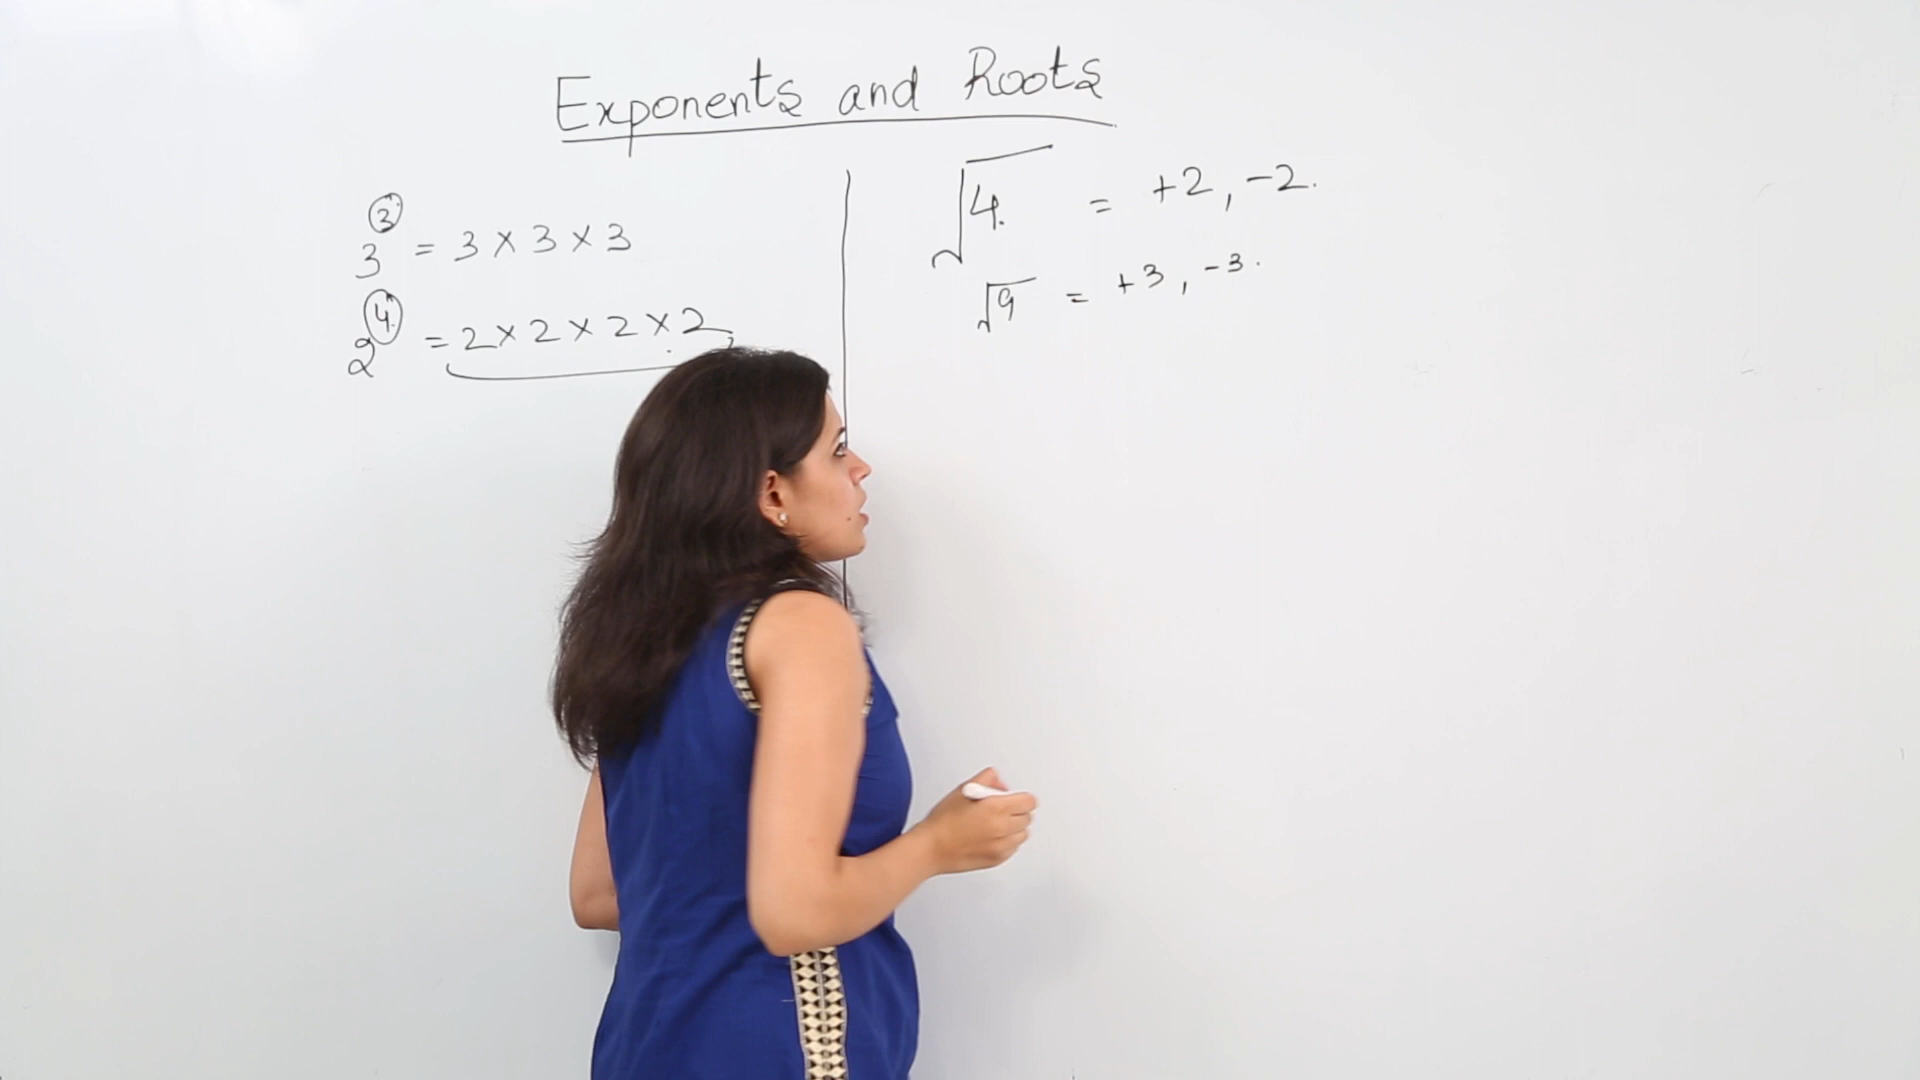 Exponents and Roots
3³ = 3 × 3 × 3
2⁴ = 2 × 2 × 2 × 2
√4. = +2, -2.
√9 = +3, -3.